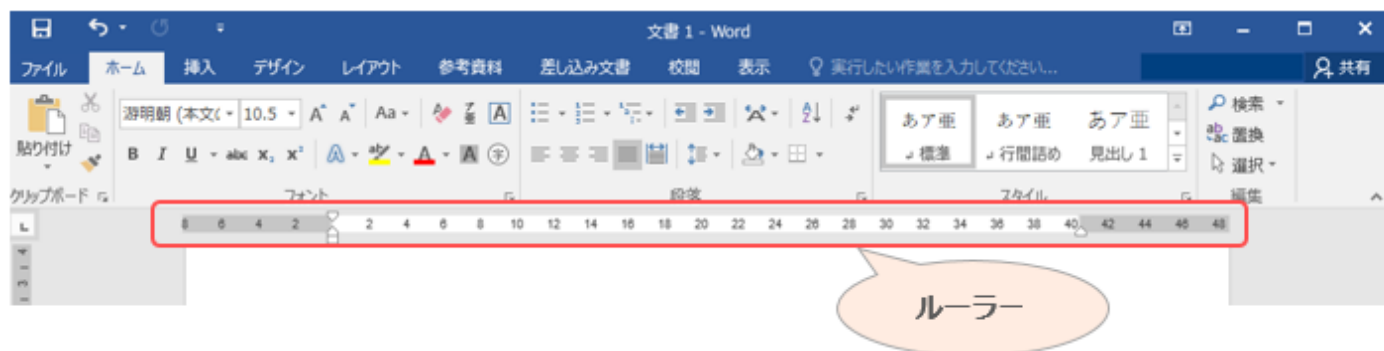 文書 1 - Word
ファイル ホーム 挿入 デザイン レイアウト 参考資料 差し込み文書 校閲 表示 実行したい作業を入力してください... 共有
游明朝 (本文( 10.5 A A Aa A あア亜 あア亜 あア亜 検索
貼り付け B I U abc x₂ x² A aby A A 字 ↲標準 ↲行間詰め 見出し 1 abc 置換
選択
クリップボード フォント 段落 スタイル 編集
L 8 6 4 2 2 4 6 8 10 12 14 16 18 20 22 24 26 28 30 32 34 36 38 40 42 44 46 48
ルーラー